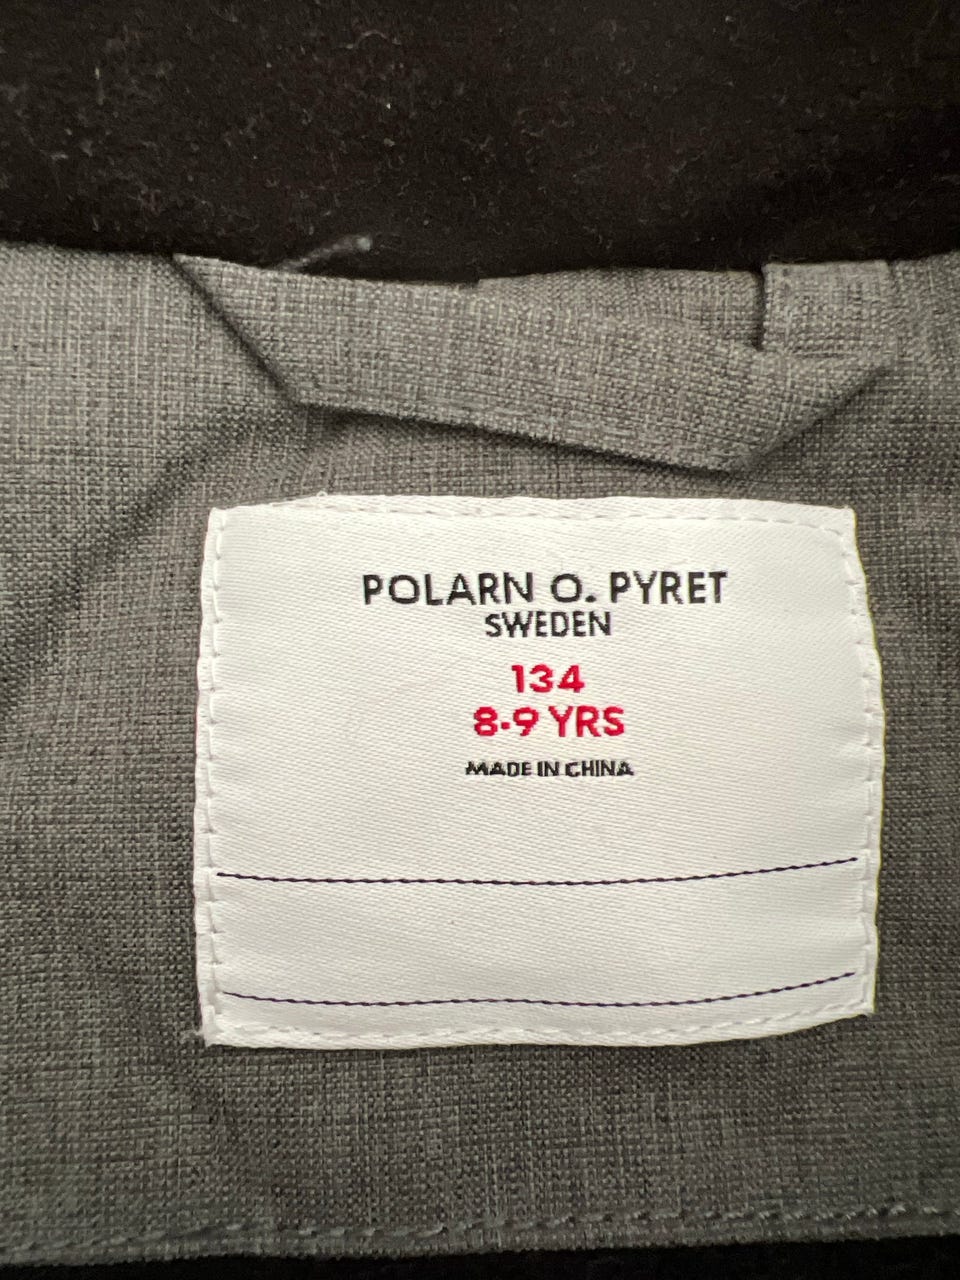 POLARN O. PYRET
SWEDEN
134
8-9 YRS
MADE IN CHINA